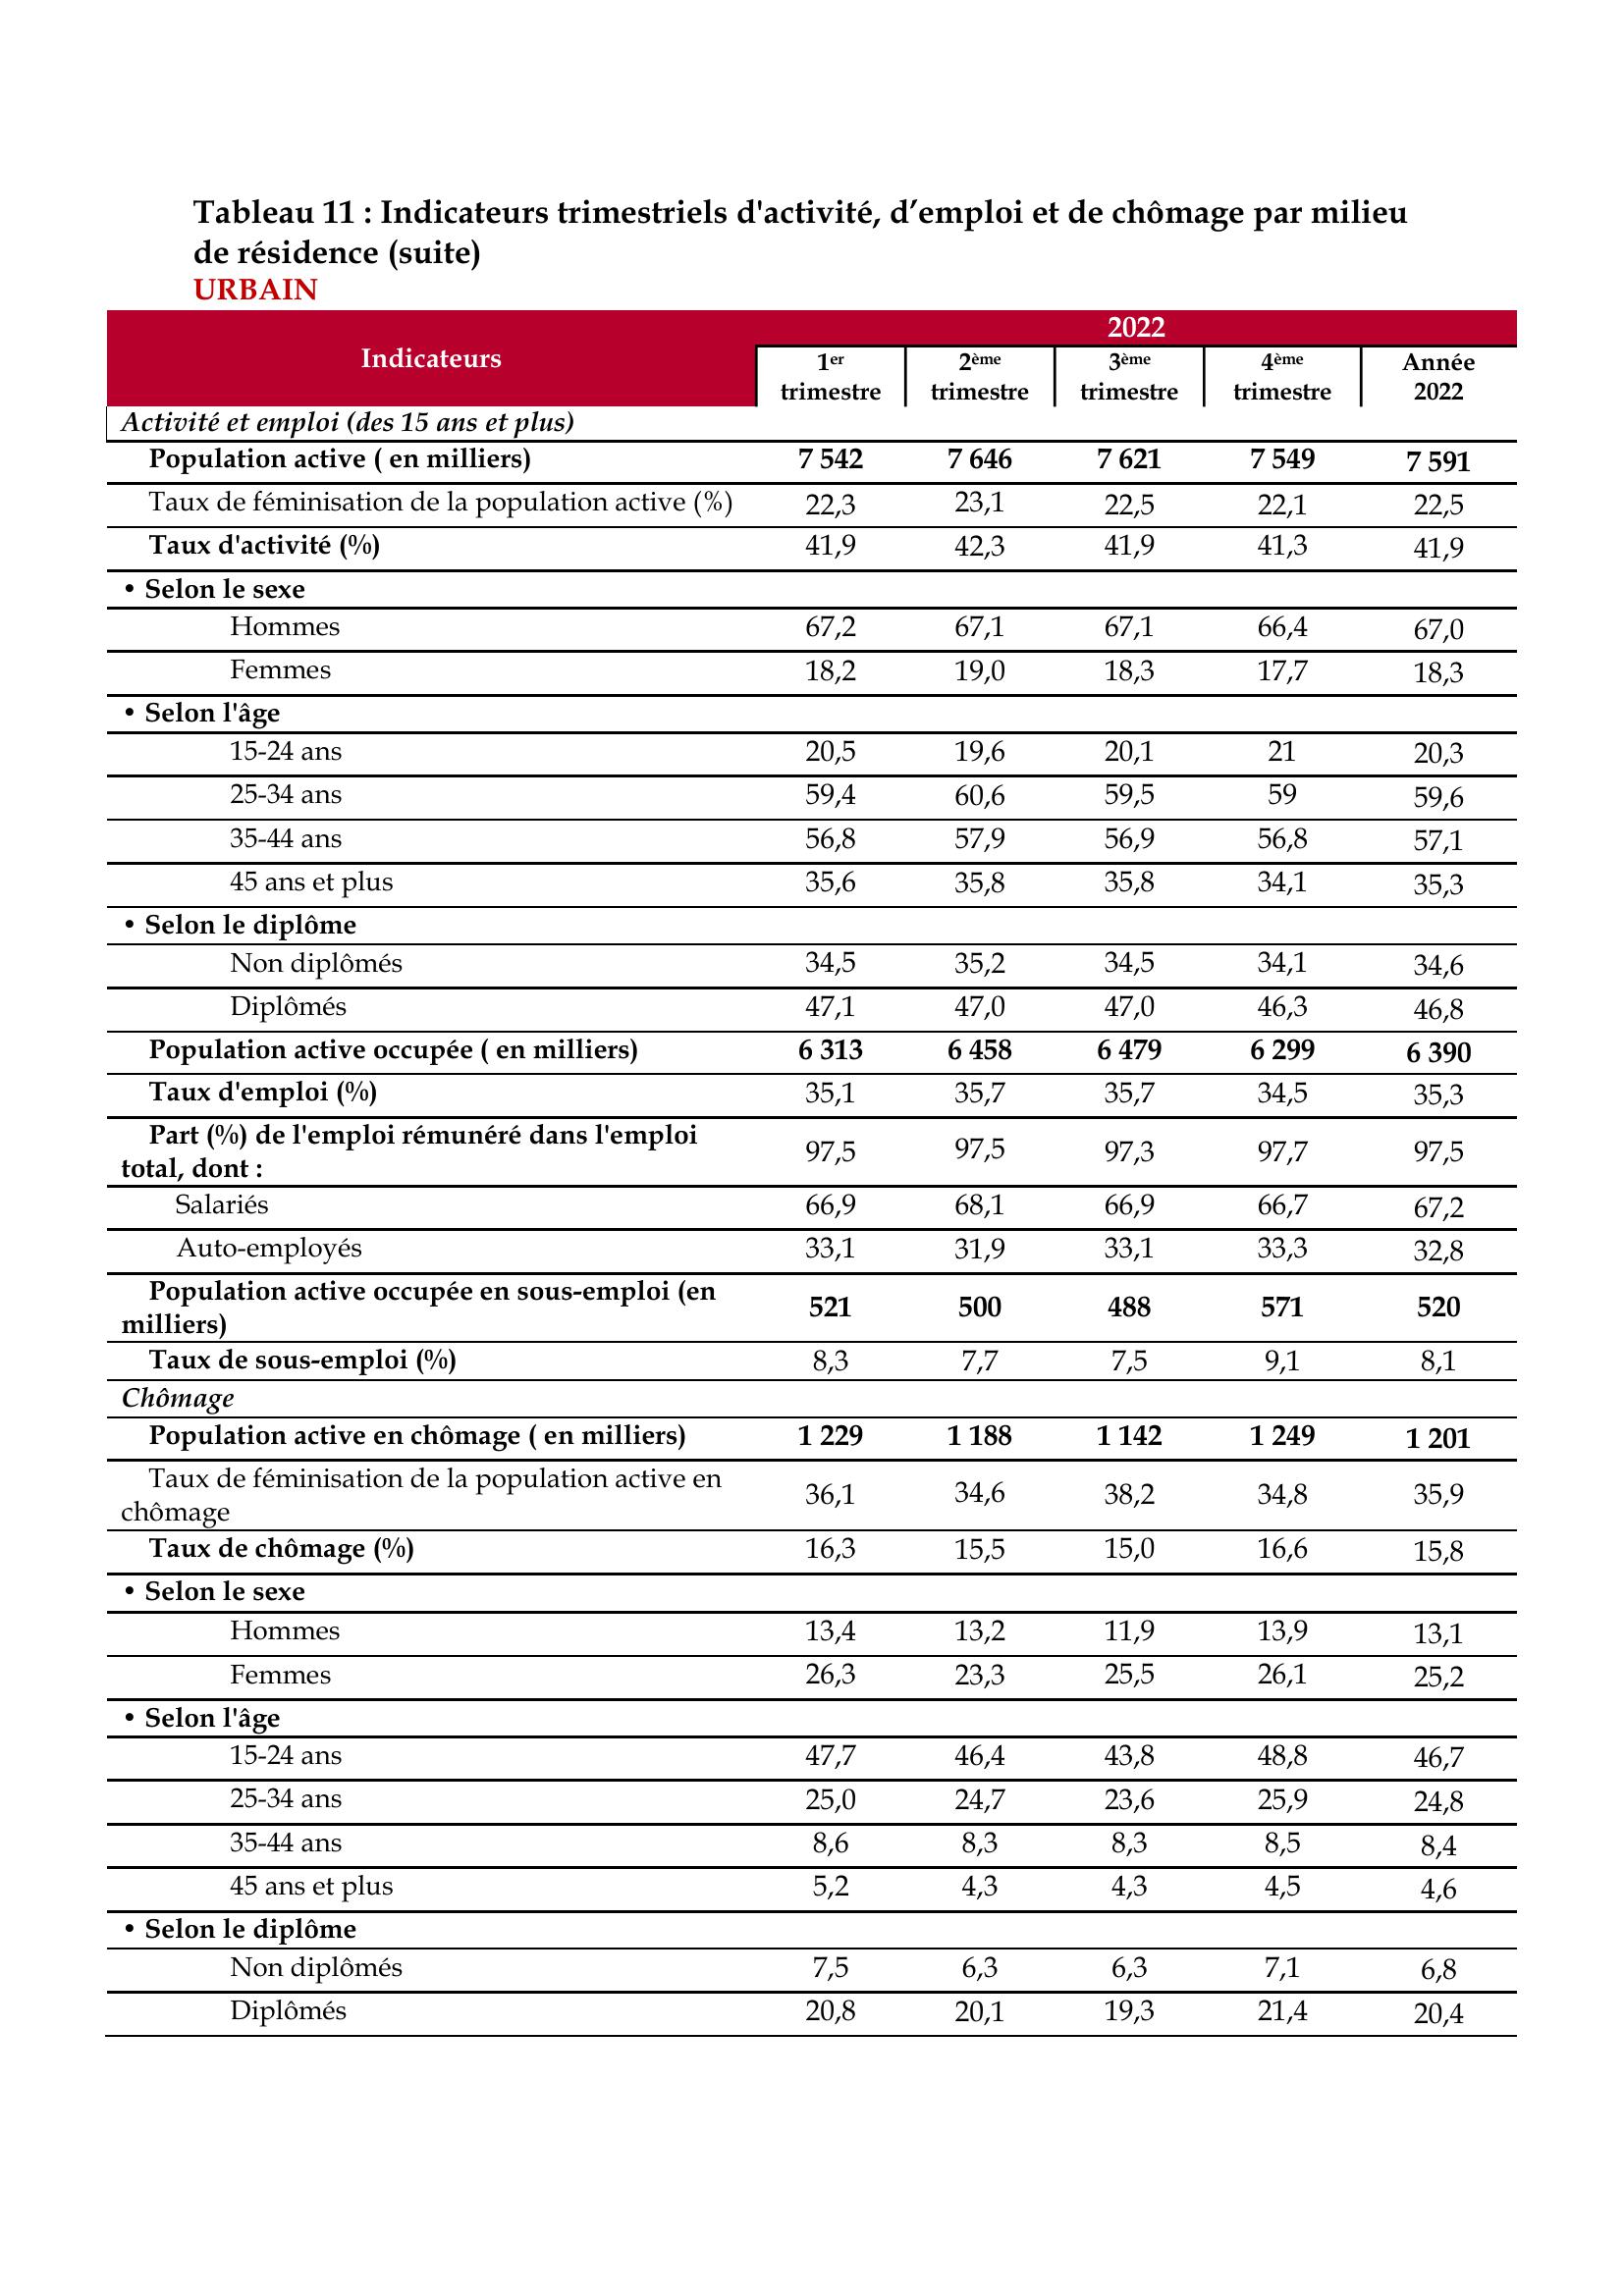 Tableau 11 : Indicateurs trimestriels d'activité, d’emploi et de chômage par milieu
de résidence (suite)
URBAIN
Indicateurs
2022
1er trimestre
2ème trimestre
3ème trimestre
4ème trimestre
Année 2022
Activité et emploi (des 15 ans et plus)
Population active ( en milliers) 7 542 7 646 7 621 7 549 7 591
Taux de féminisation de la population active (%) 22,3 23,1 22,5 22,1 22,5
Taux d'activité (%) 41,9 42,3 41,9 41,3 41,9
• Selon le sexe
Hommes 67,2 67,1 67,1 66,4 67,0
Femmes 18,2 19,0 18,3 17,7 18,3
• Selon l'âge
15-24 ans 20,5 19,6 20,1 21 20,3
25-34 ans 59,4 60,6 59,5 59 59,6
35-44 ans 56,8 57,9 56,9 56,8 57,1
45 ans et plus 35,6 35,8 35,8 34,1 35,3
• Selon le diplôme
Non diplômés 34,5 35,2 34,5 34,1 34,6
Diplômés 47,1 47,0 47,0 46,3 46,8
Population active occupée ( en milliers) 6 313 6 458 6 479 6 299 6 390
Taux d'emploi (%) 35,1 35,7 35,7 34,5 35,3
Part (%) de l'emploi rémunéré dans l'emploi
total, dont : 97,5 97,5 97,3 97,7 97,5
Salariés 66,9 68,1 66,9 66,7 67,2
Auto-employés 33,1 31,9 33,1 33,3 32,8
Population active occupée en sous-emploi (en
milliers) 521 500 488 571 520
Taux de sous-emploi (%) 8,3 7,7 7,5 9,1 8,1
Chômage
Population active en chômage ( en milliers) 1 229 1 188 1 142 1 249 1 201
Taux de féminisation de la population active en
chômage 36,1 34,6 38,2 34,8 35,9
Taux de chômage (%) 16,3 15,5 15,0 16,6 15,8
• Selon le sexe
Hommes 13,4 13,2 11,9 13,9 13,1
Femmes 26,3 23,3 25,5 26,1 25,2
• Selon l'âge
15-24 ans 47,7 46,4 43,8 48,8 46,7
25-34 ans 25,0 24,7 23,6 25,9 24,8
35-44 ans 8,6 8,3 8,3 8,5 8,4
45 ans et plus 5,2 4,3 4,3 4,5 4,6
• Selon le diplôme
Non diplômés 7,5 6,3 6,3 7,1 6,8
Diplômés 20,8 20,1 19,3 21,4 20,4